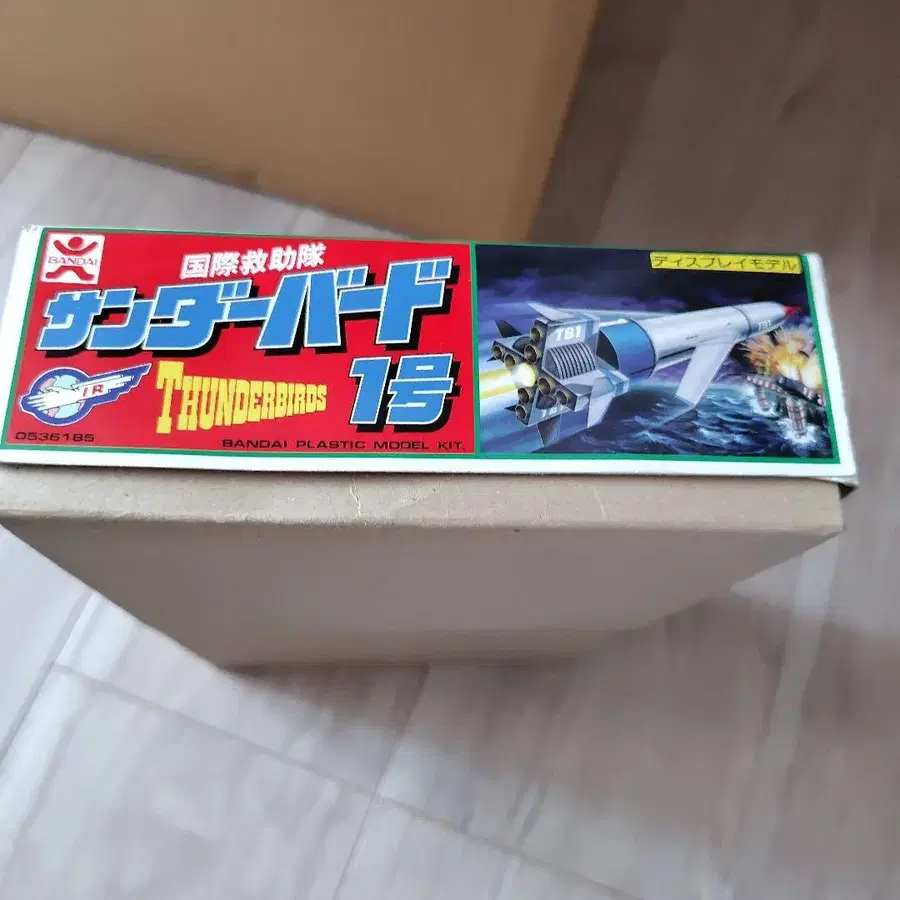 BANDAI
国際救助隊
サンダーバード
IR
THUNDERBIRDS
1号
0536185
BANDAI PLASTIC MODEL KIT.
ディスプレイモデル
TB1
TB1